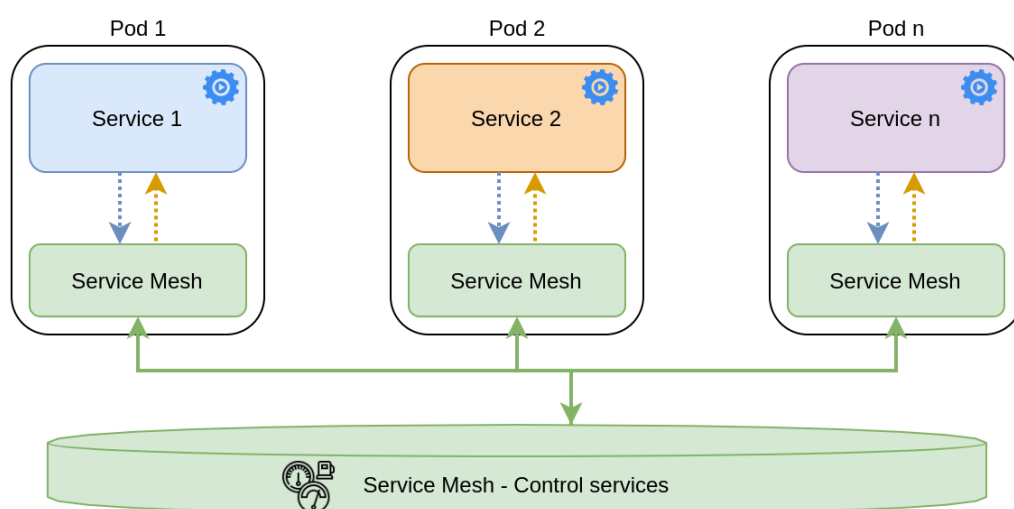 Pod 1
Pod 2
Pod n
Service 1
Service 2
Service n
Service Mesh
Service Mesh
Service Mesh
Service Mesh - Control services